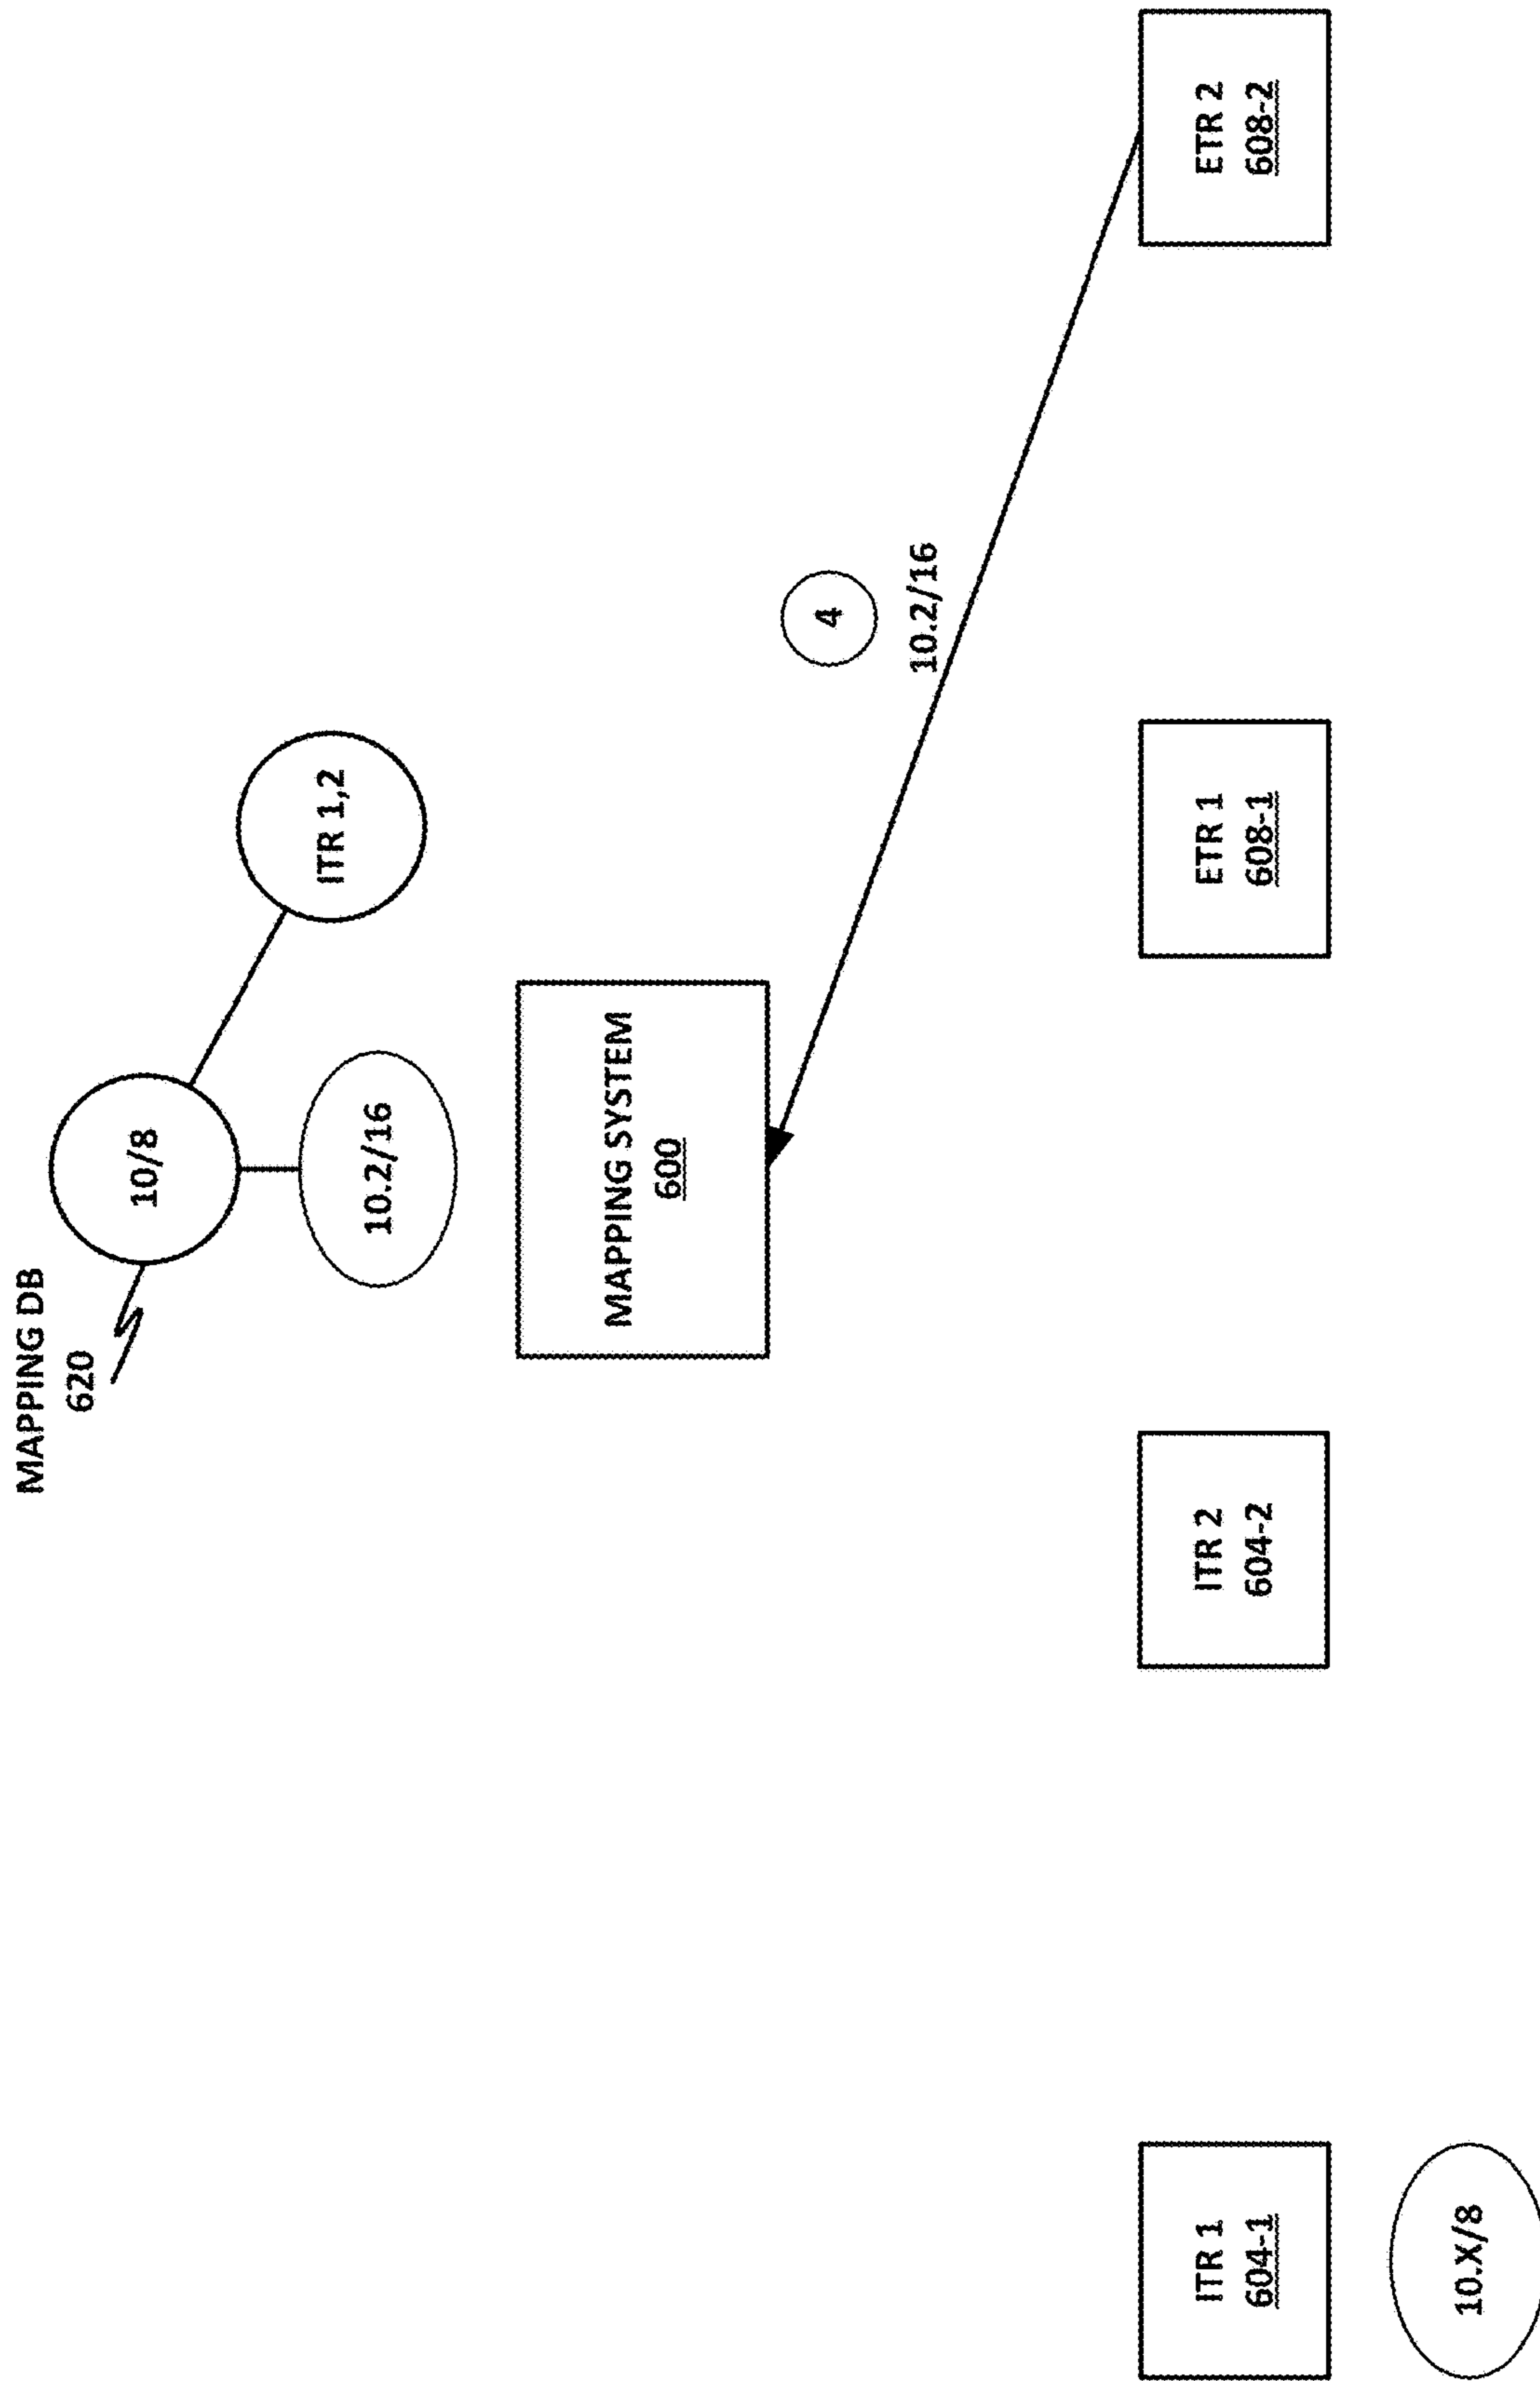 MAPPING DB
620
10/8
ITR 1,2
10.2/16
MAPPING SYSTEM
600
4
10.2/16
ITR 1
604-1
ITR 2
604-2
ETR 1
608-1
ETR 2
608-2
10.X/8